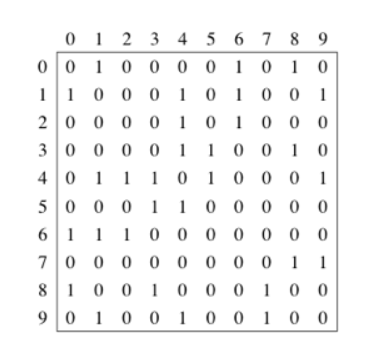 0 1 2 3 4 5 6 7 8 9
0 0 1 0 0 0 0 1 0 1 0
1 1 0 0 0 1 0 1 0 0 1
2 0 0 0 0 1 0 1 0 0 0
3 0 0 0 0 1 1 0 0 1 0
4 0 1 1 1 0 1 0 0 0 1
5 0 0 0 1 1 0 0 0 0 0
6 1 1 1 0 0 0 0 0 0 0
7 0 0 0 0 0 0 0 0 1 1
8 1 0 0 1 0 0 0 1 0 0
9 0 1 0 0 1 0 0 1 0 0